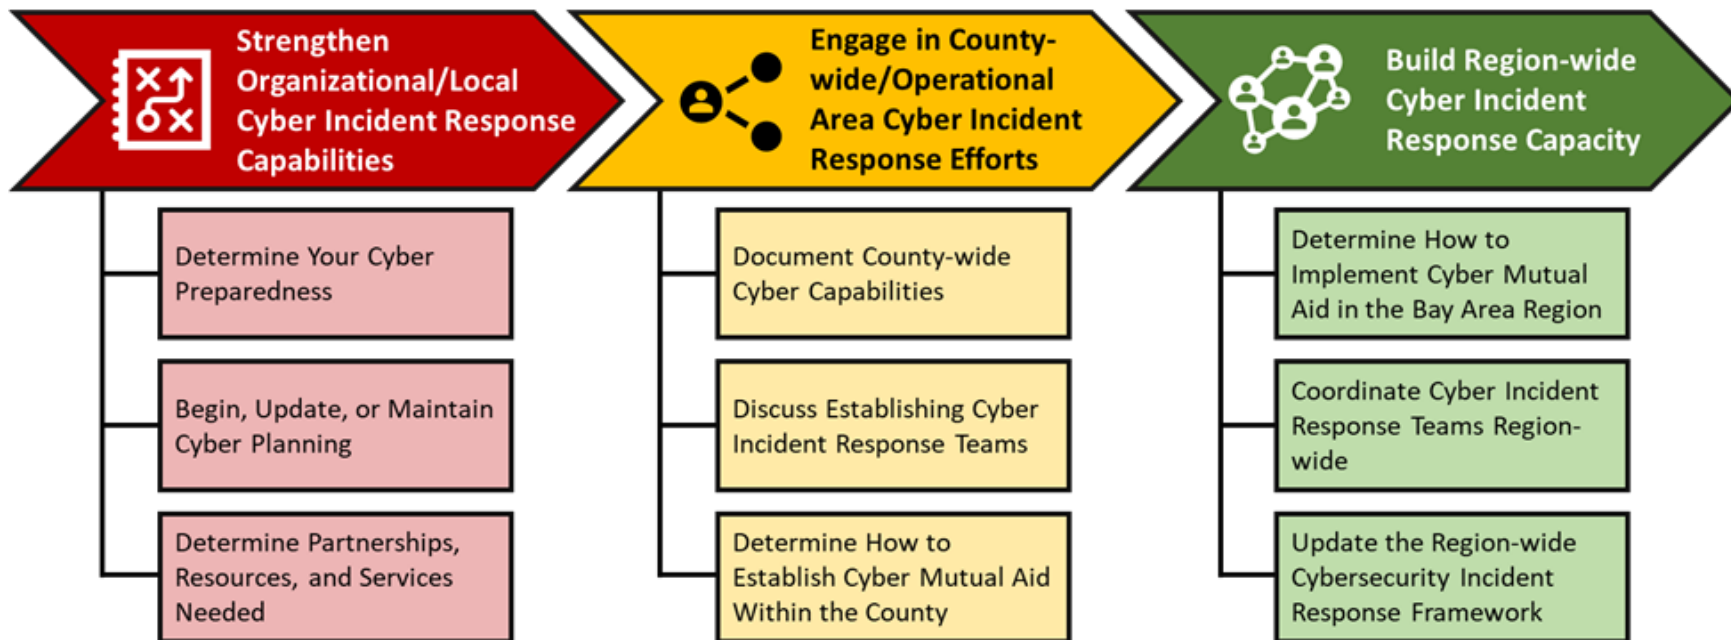 Strengthen
Organizational/Local
Cyber Incident Response
Capabilities
Determine Your Cyber
Preparedness
Begin, Update, or Maintain
Cyber Planning
Determine Partnerships,
Resources, and Services
Needed
Engage in County-
wide/Operational
Area Cyber Incident
Response Efforts
Document County-wide
Cyber Capabilities
Discuss Establishing Cyber
Incident Response Teams
Determine How to
Establish Cyber Mutual Aid
Within the County
Build Region-wide
Cyber Incident
Response Capacity
Determine How to
Implement Cyber Mutual
Aid in the Bay Area Region
Coordinate Cyber Incident
Response Teams Region-
wide
Update the Region-wide
Cybersecurity Incident
Response Framework